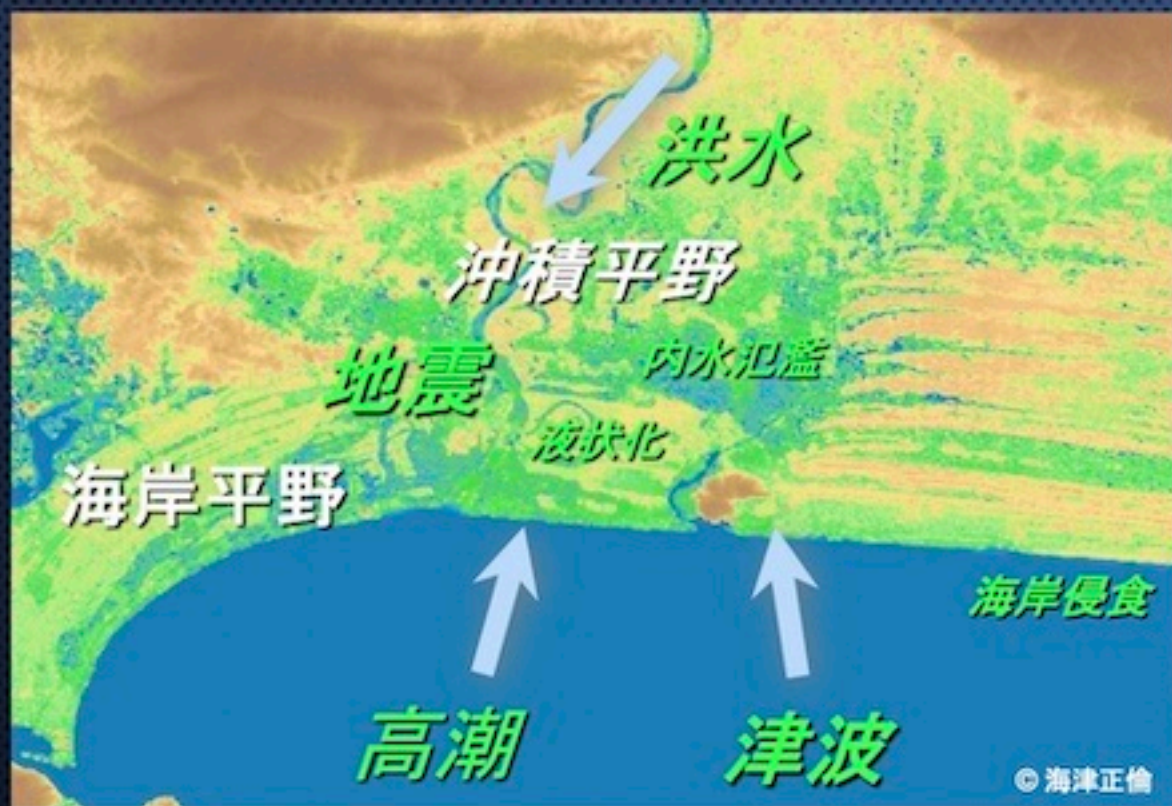 洪水
沖積平野
地震
内水氾濫
液状化
海岸平野
海岸侵食
高潮
津波
© 海津正倫